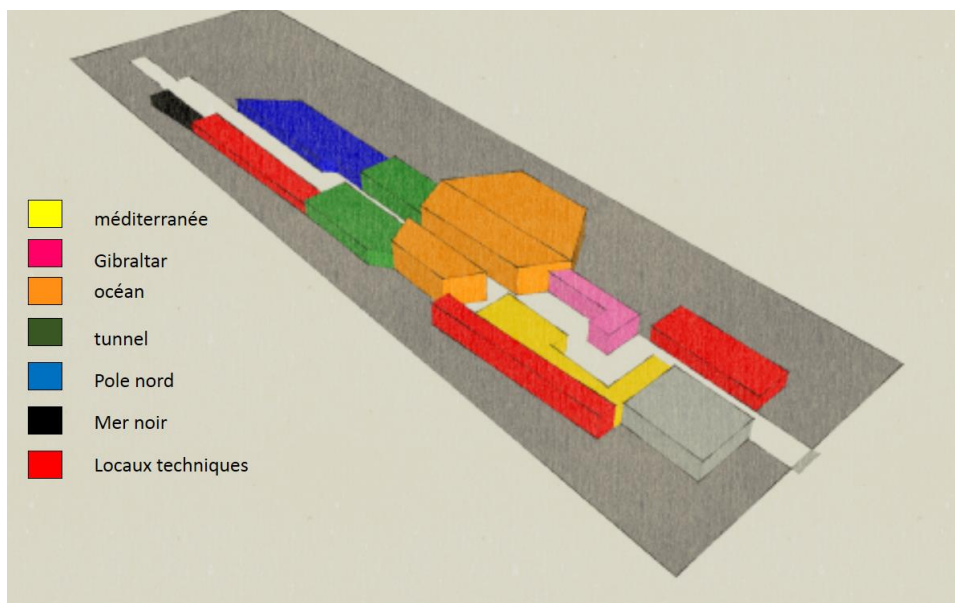 méditerranée
Gibraltar
océan
tunnel
Pole nord
Mer noir
Locaux techniques